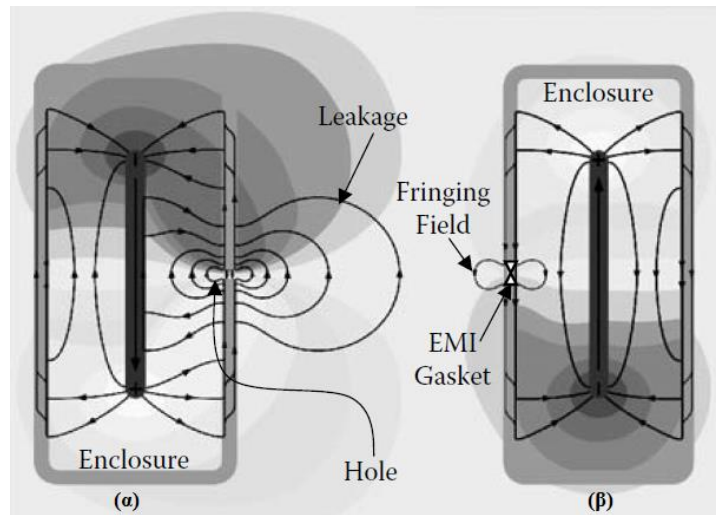 Enclosure
Leakage
Fringing
Field
EMI
Gasket
Enclosure
Hole
(α)
(β)